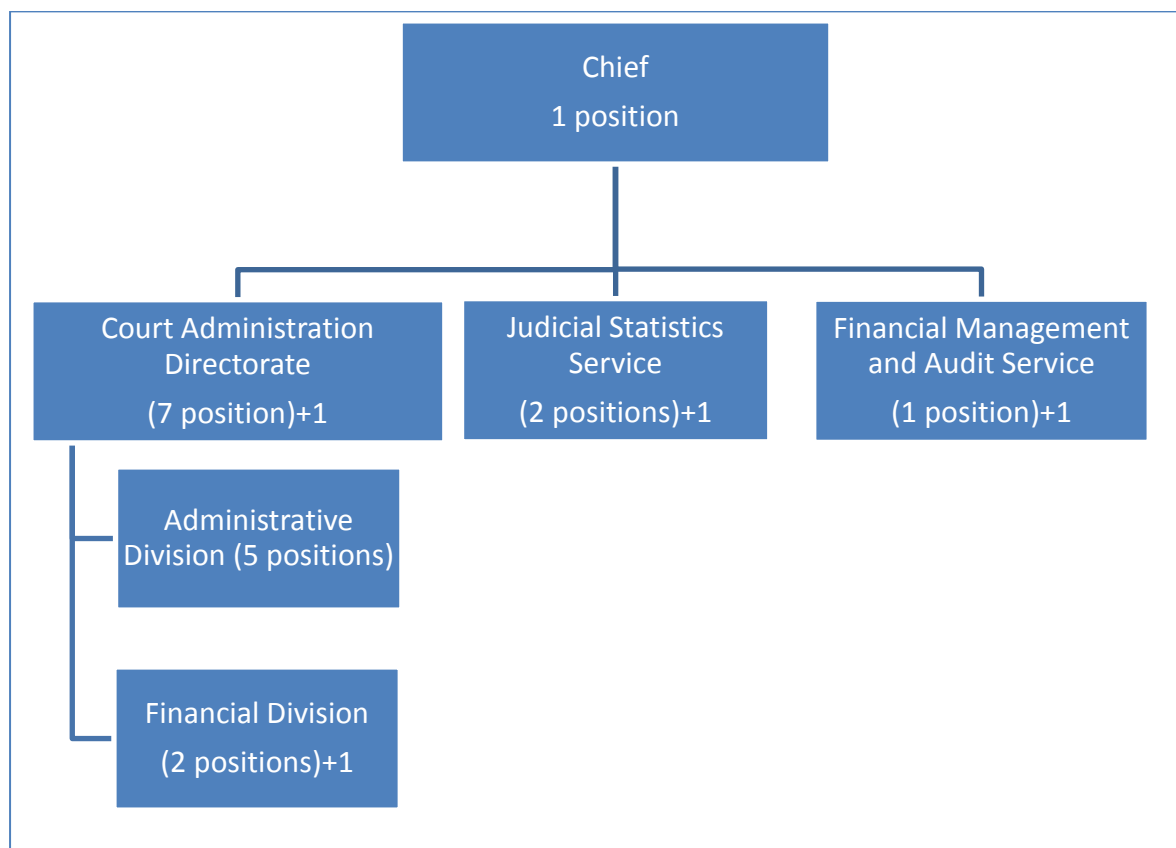 Chief
1 position
Court Administration
Directorate
(7 position)+1
Judicial Statistics
Service
(2 positions)+1
Financial Management
and Audit Service
(1 position)+1
Administrative
Division (5 positions)
Financial Division
(2 positions)+1